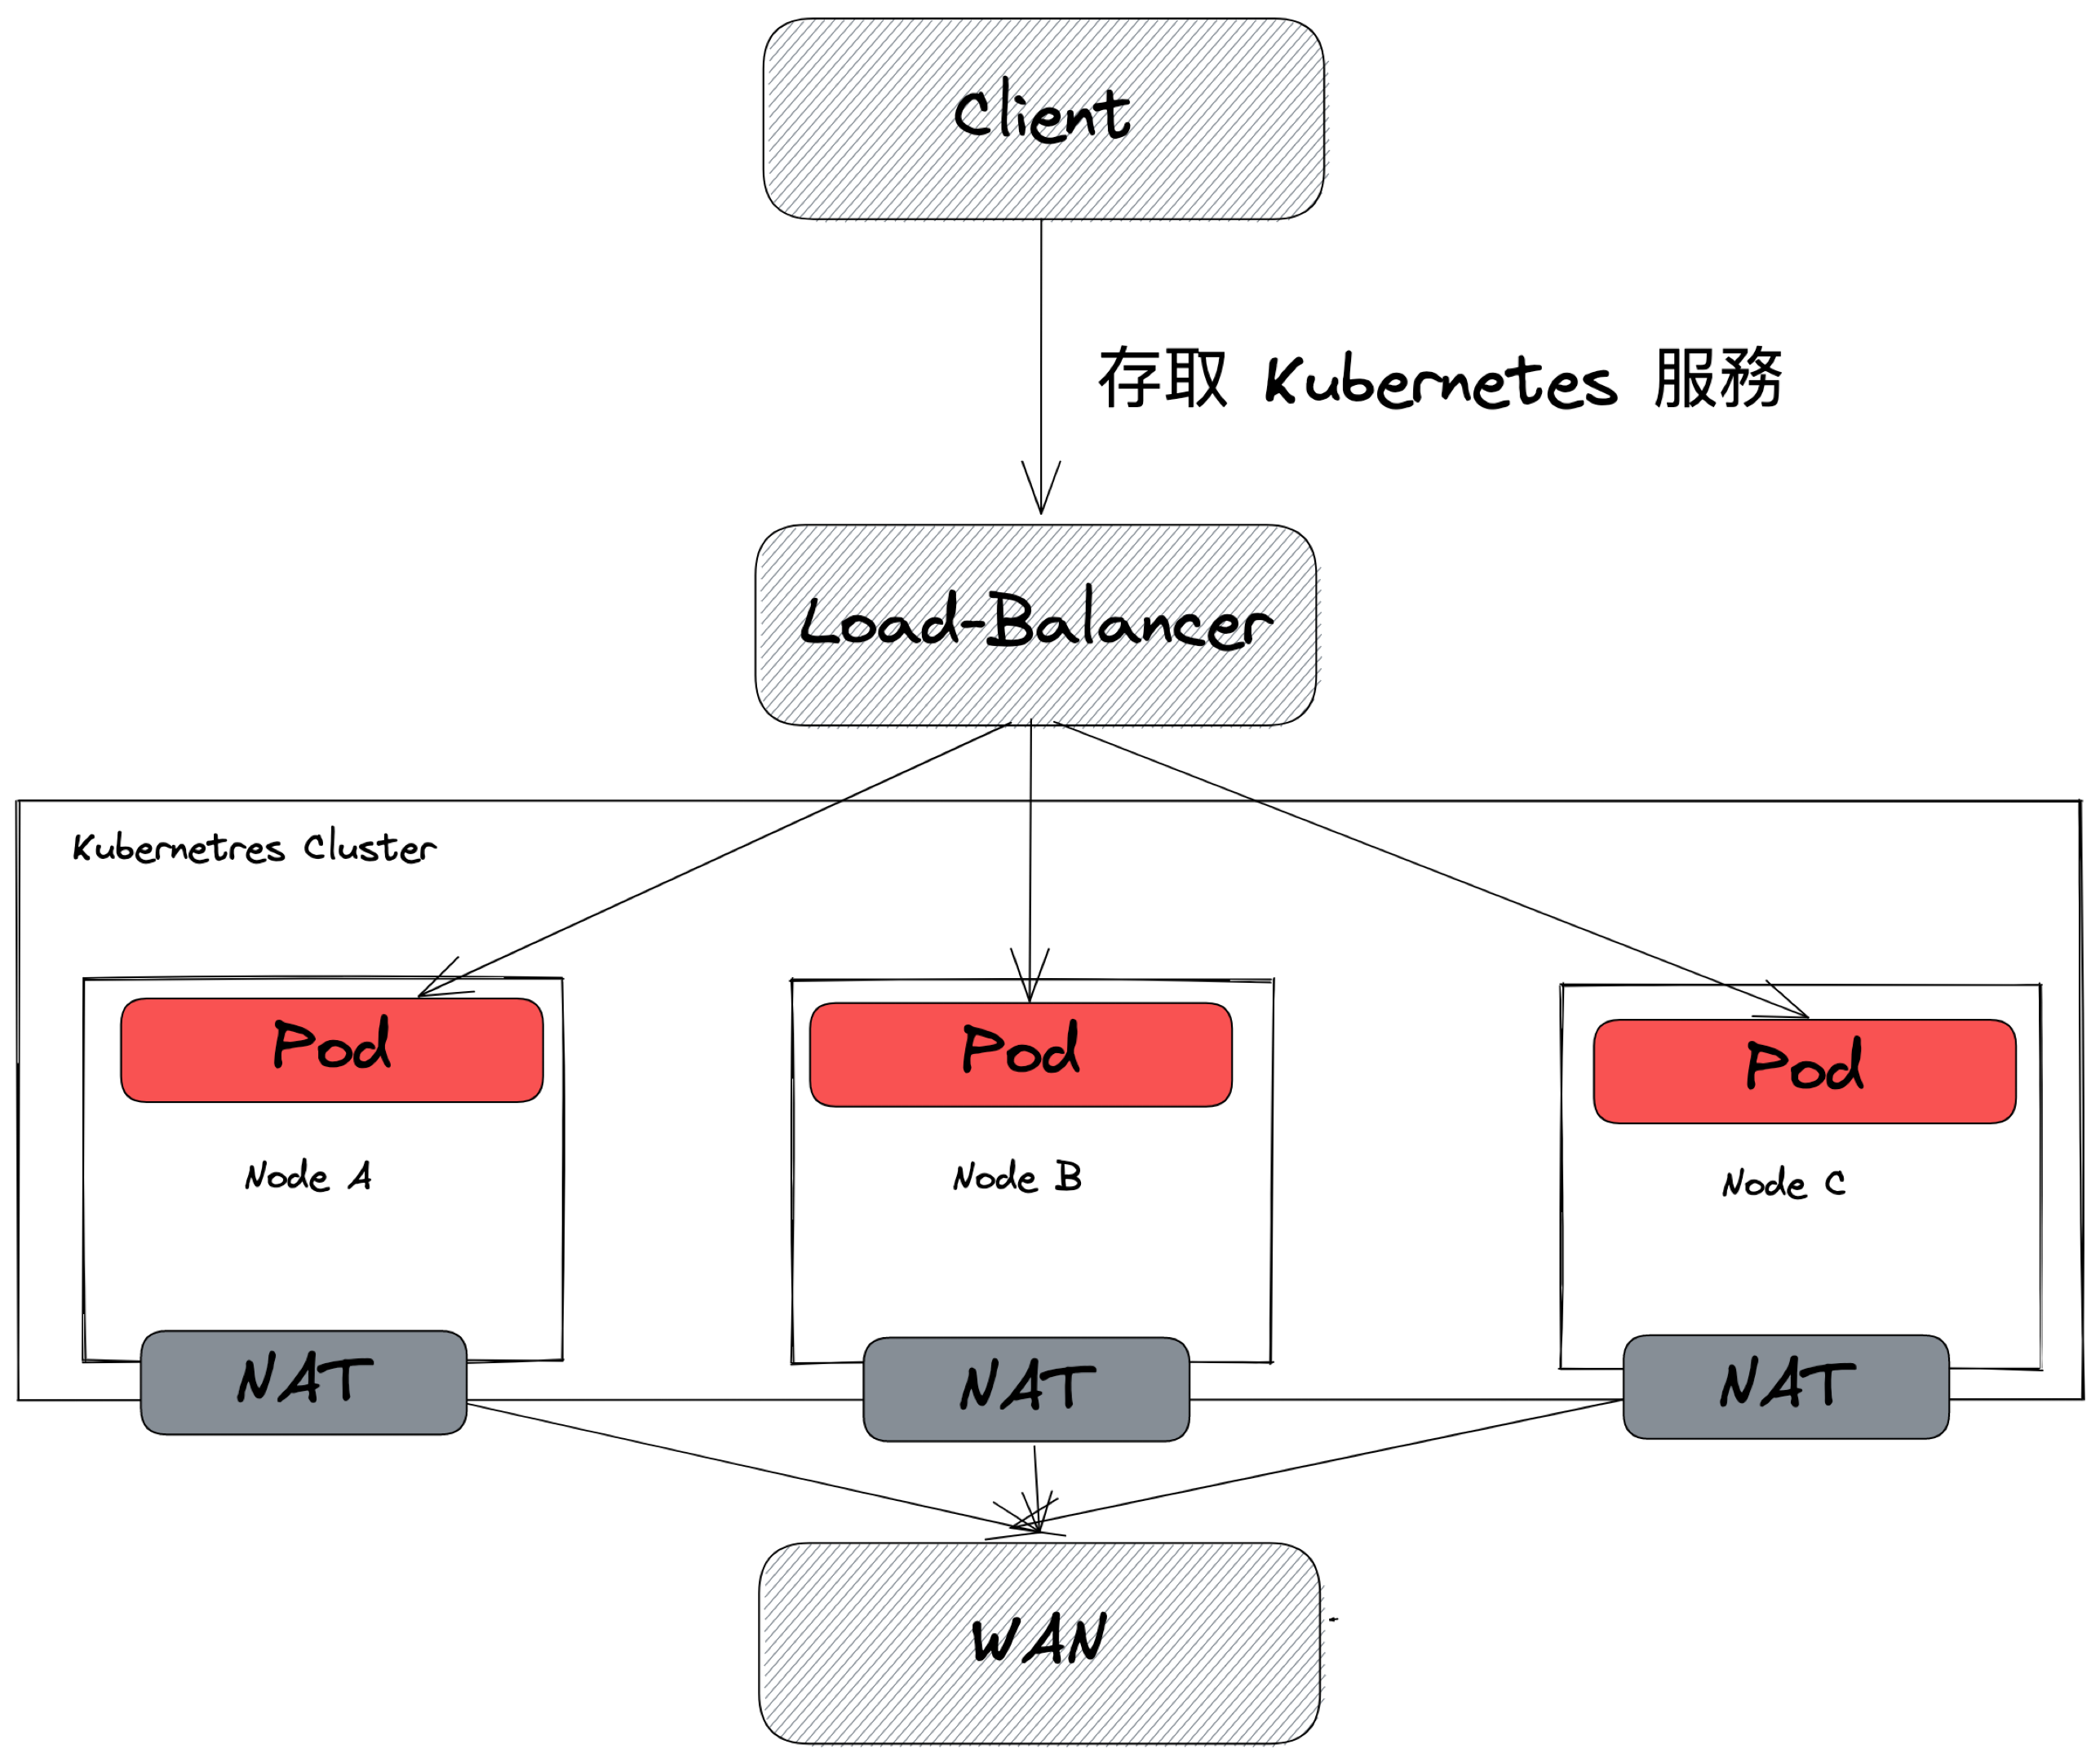 Client
存取 Kubernetes 服務
Load-Balancer
Kubernetres Cluster
Pod
Pod
Pod
Node A
Node B
Node C
NAT
NAT
NAT
WAN